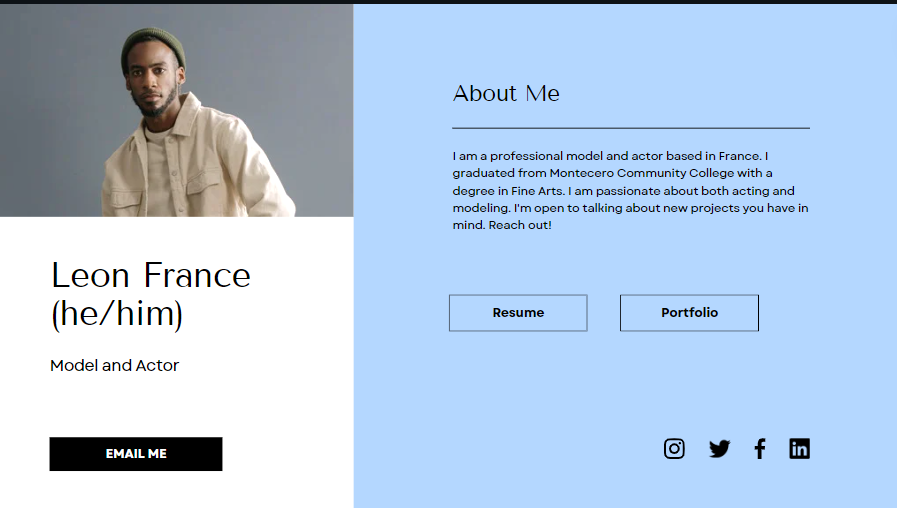 Leon France
(he/him)
Model and Actor
EMAIL ME
About Me
I am a professional model and actor based in France. I
graduated from Montecero Community College with a
degree in Fine Arts. I am passionate about both acting and
modeling. I'm open to talking about new projects you have in
mind. Reach out!
Resume
Portfolio